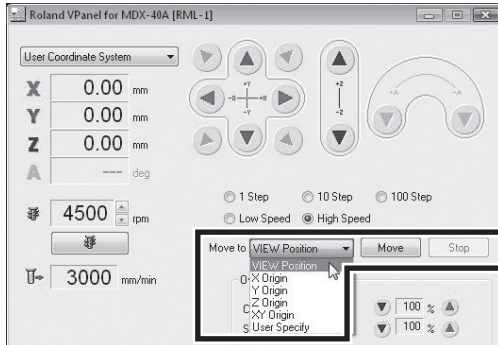 Roland VPanel for MDX-40A [RML-1]
User Coordinate System
X 0.00 mm
Y 0.00 mm
Z 0.00 mm
A --- deg
+Y
-X +X
-Y
+Z
-Z
-A +A
1 Step 10 Step 100 Step
Low Speed High Speed
4500 rpm
3000 mm/min
Move to VIEW Position Move Stop
VIEW Position
X Origin
Y Origin
Z Origin
XY Origin
User Specify
100 %
100 %